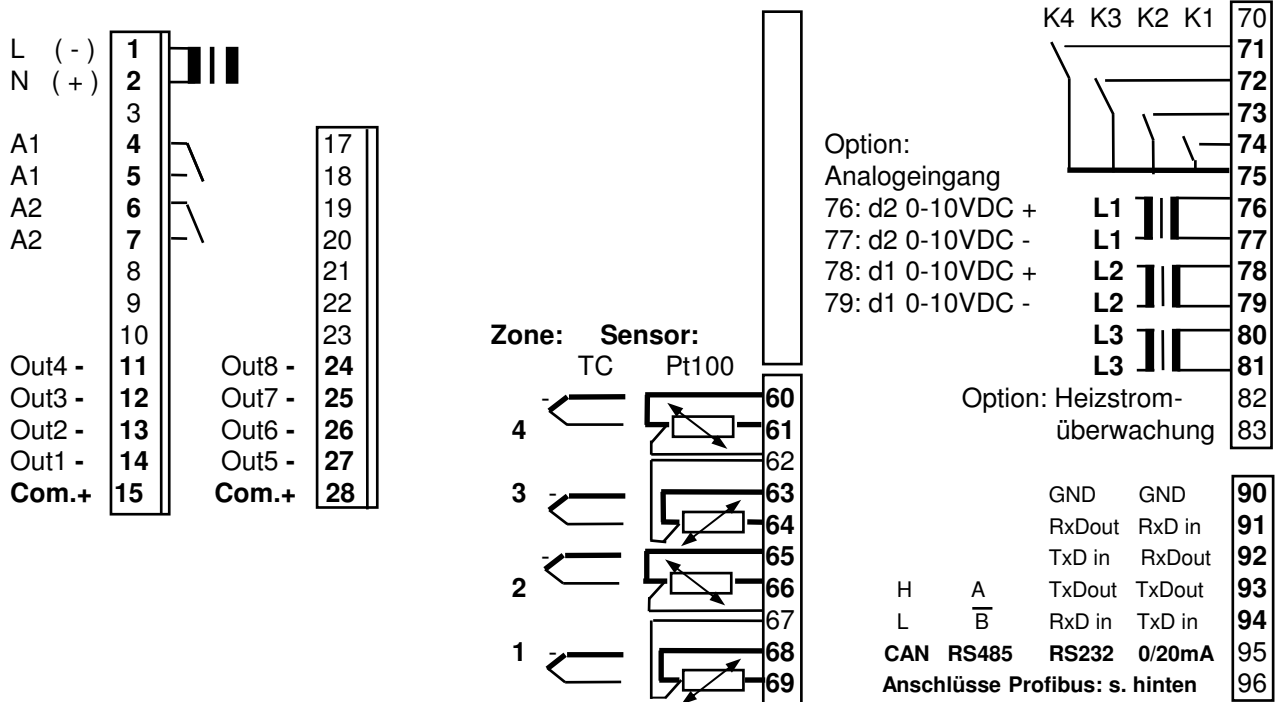 L ( - ) 1
N ( + ) 2
3
A1 4
A1 5
A2 6
A2 7
8
9
10
Out4 - 11
Out3 - 12
Out2 - 13
Out1 - 14
Com.+ 15
17
18
19
20
21
22
23
Out8 - 24
Out7 - 25
Out6 - 26
Out5 - 27
Com.+ 28
Zone: Sensor:
TC Pt100
- 60
4 61
62
3 - 63
64
- 65
2 66
67
1 - 68
69
K4 K3 K2 K1 70
71
72
73
Option: 74
Analogeingang 75
76: d2 0-10VDC + L1 76
77: d2 0-10VDC - L1 77
78: d1 0-10VDC + L2 78
79: d1 0-10VDC - L2 79
L3 80
L3 81
Option: Heizstrom- 82
überwachung 83
GND GND 90
RxDout RxD in 91
TxD in RxDout 92
H A TxDout TxDout 93
L B̅ RxD in TxD in 94
CAN RS485 RS232 0/20mA 95
Anschlüsse Profibus: s. hinten 96